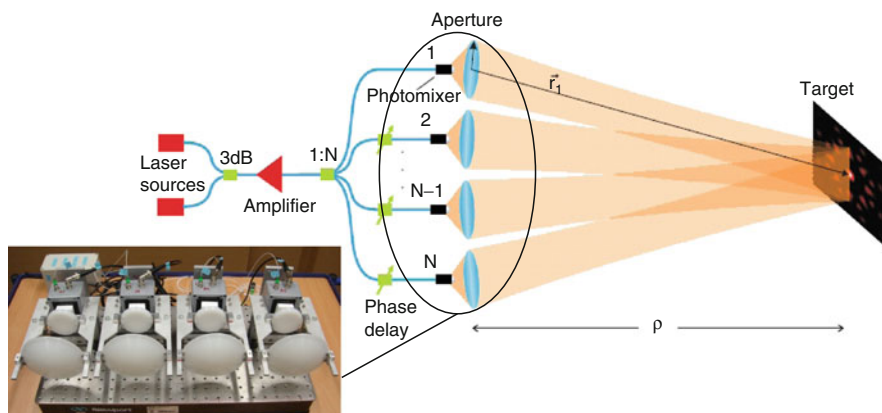 Aperture
1
Photomixer
r⃗₁
Target
2
Laser
sources
3dB
1:N
Amplifier
N–1
N
Phase
delay
ρ